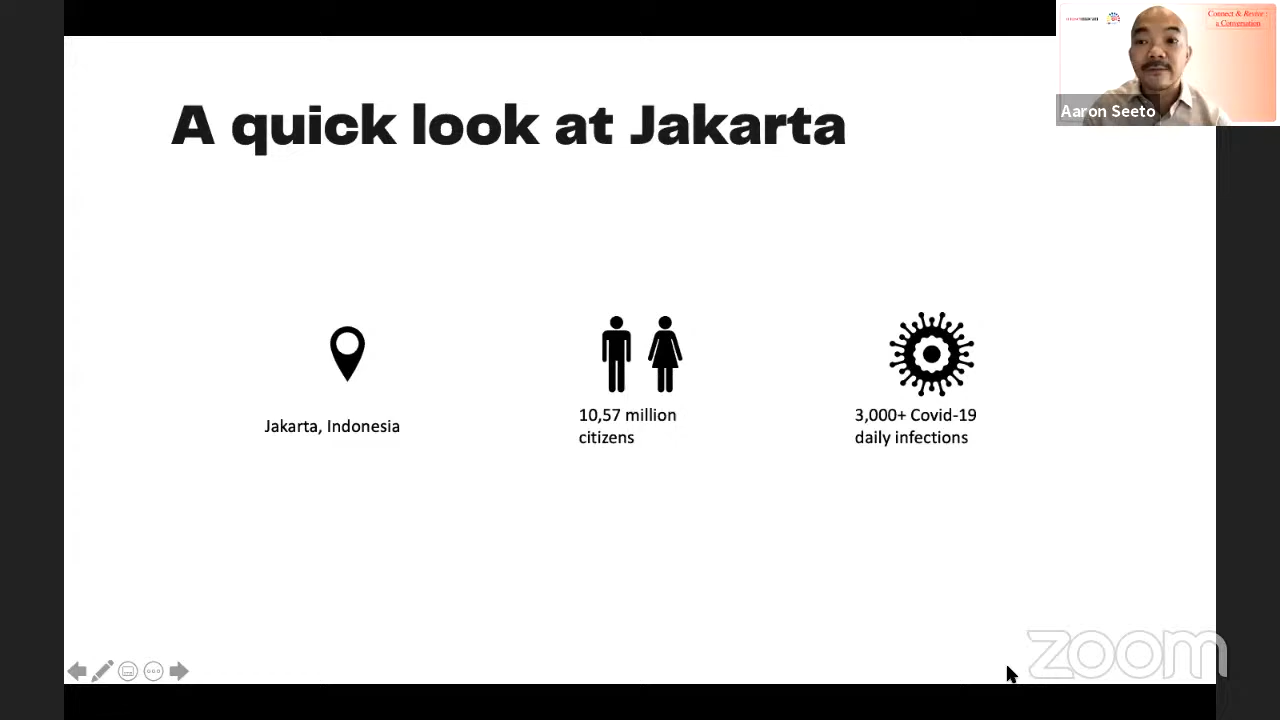 Connect & Revive :
a Conversation
Aaron Seeto
A quick look at Jakarta
Jakarta, Indonesia
10,57 million
citizens
3,000+ Covid-19
daily infections
zoom